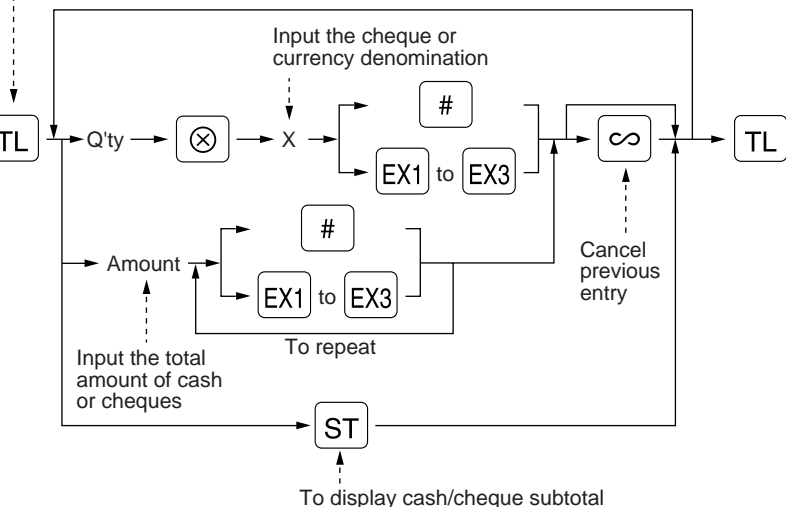 Input the cheque or
currency denomination
#
TL
Q'ty
⊗
X
∞
TL
EX1 to EX3
#
Amount
Cancel
previous
entry
EX1 to EX3
To repeat
Input the total
amount of cash
or cheques
ST
To display cash/cheque subtotal